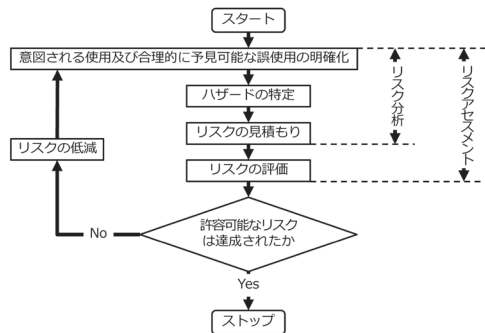 スタート
意図される使用及び合理的に予見可能な誤使用の明確化
ハザードの特定
リスクの見積もり
リスクの低減
リスクの評価
リスク分析
リスクアセスメント
許容可能なリスク
は達成されたか
No
Yes
ストップ